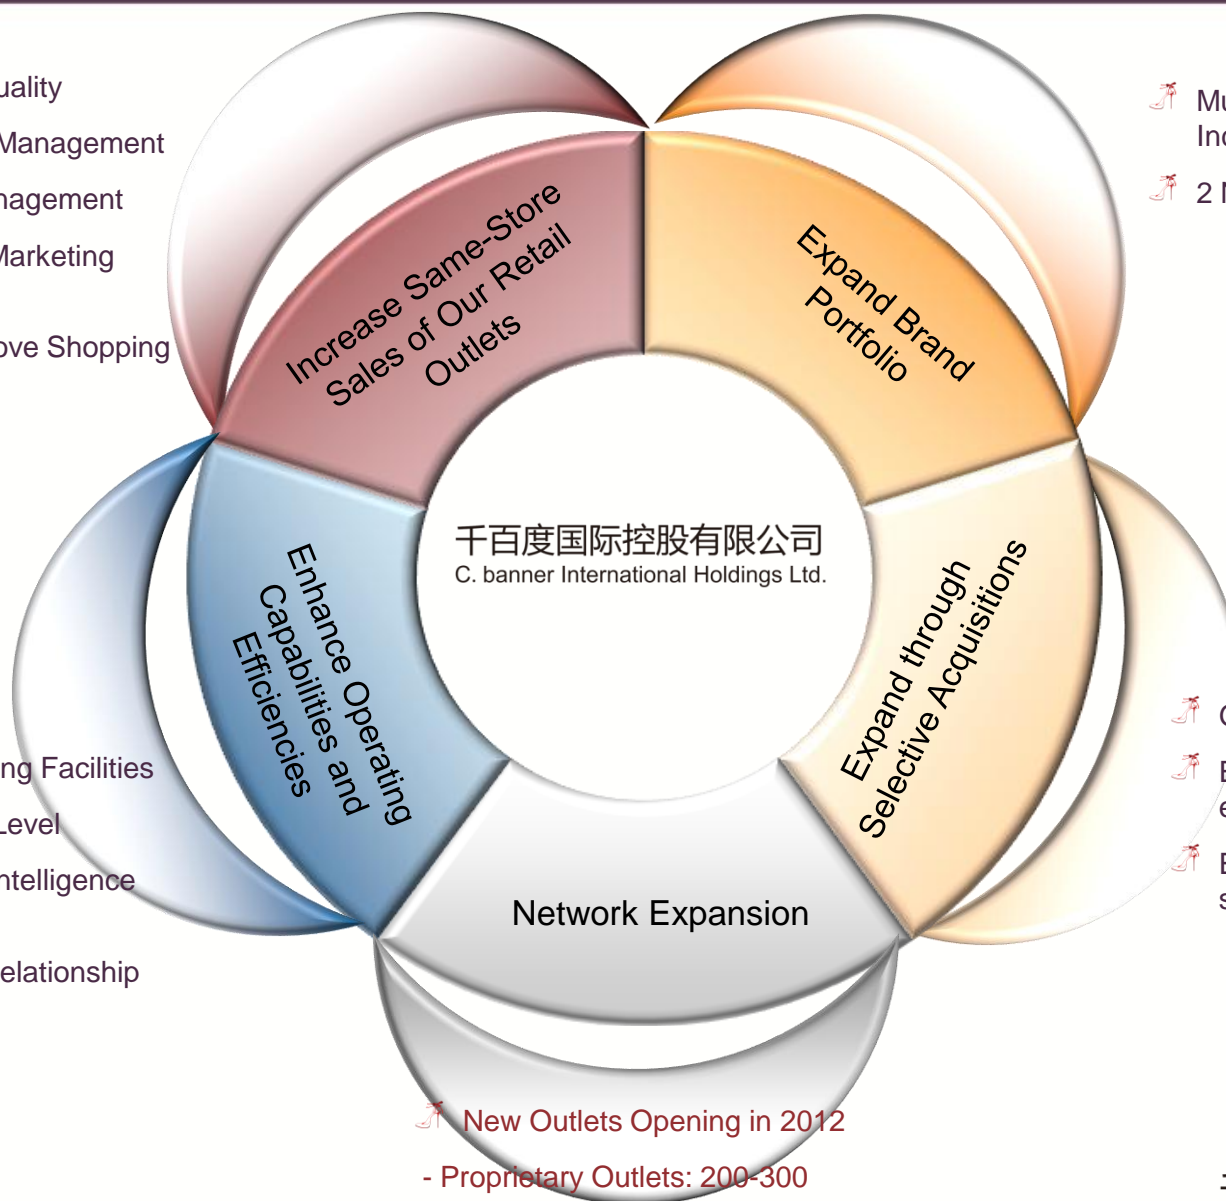 uality
Management
nagement
Marketing
ove Shopping
Increase Same-Store
Sales of Our Retail
Outlets
Expand Brand
Portfolio
Mu
Inc
2 N
千百度国际控股有限公司
C. banner International Holdings Ltd.
Enhance Operating
Capabilities and
Efficiencies
Expand through
Selective Acquisitions
ng Facilities
Level
ntelligence
elationship
Network Expansion
New Outlets Opening in 2012
- Proprietary Outlets: 200-300